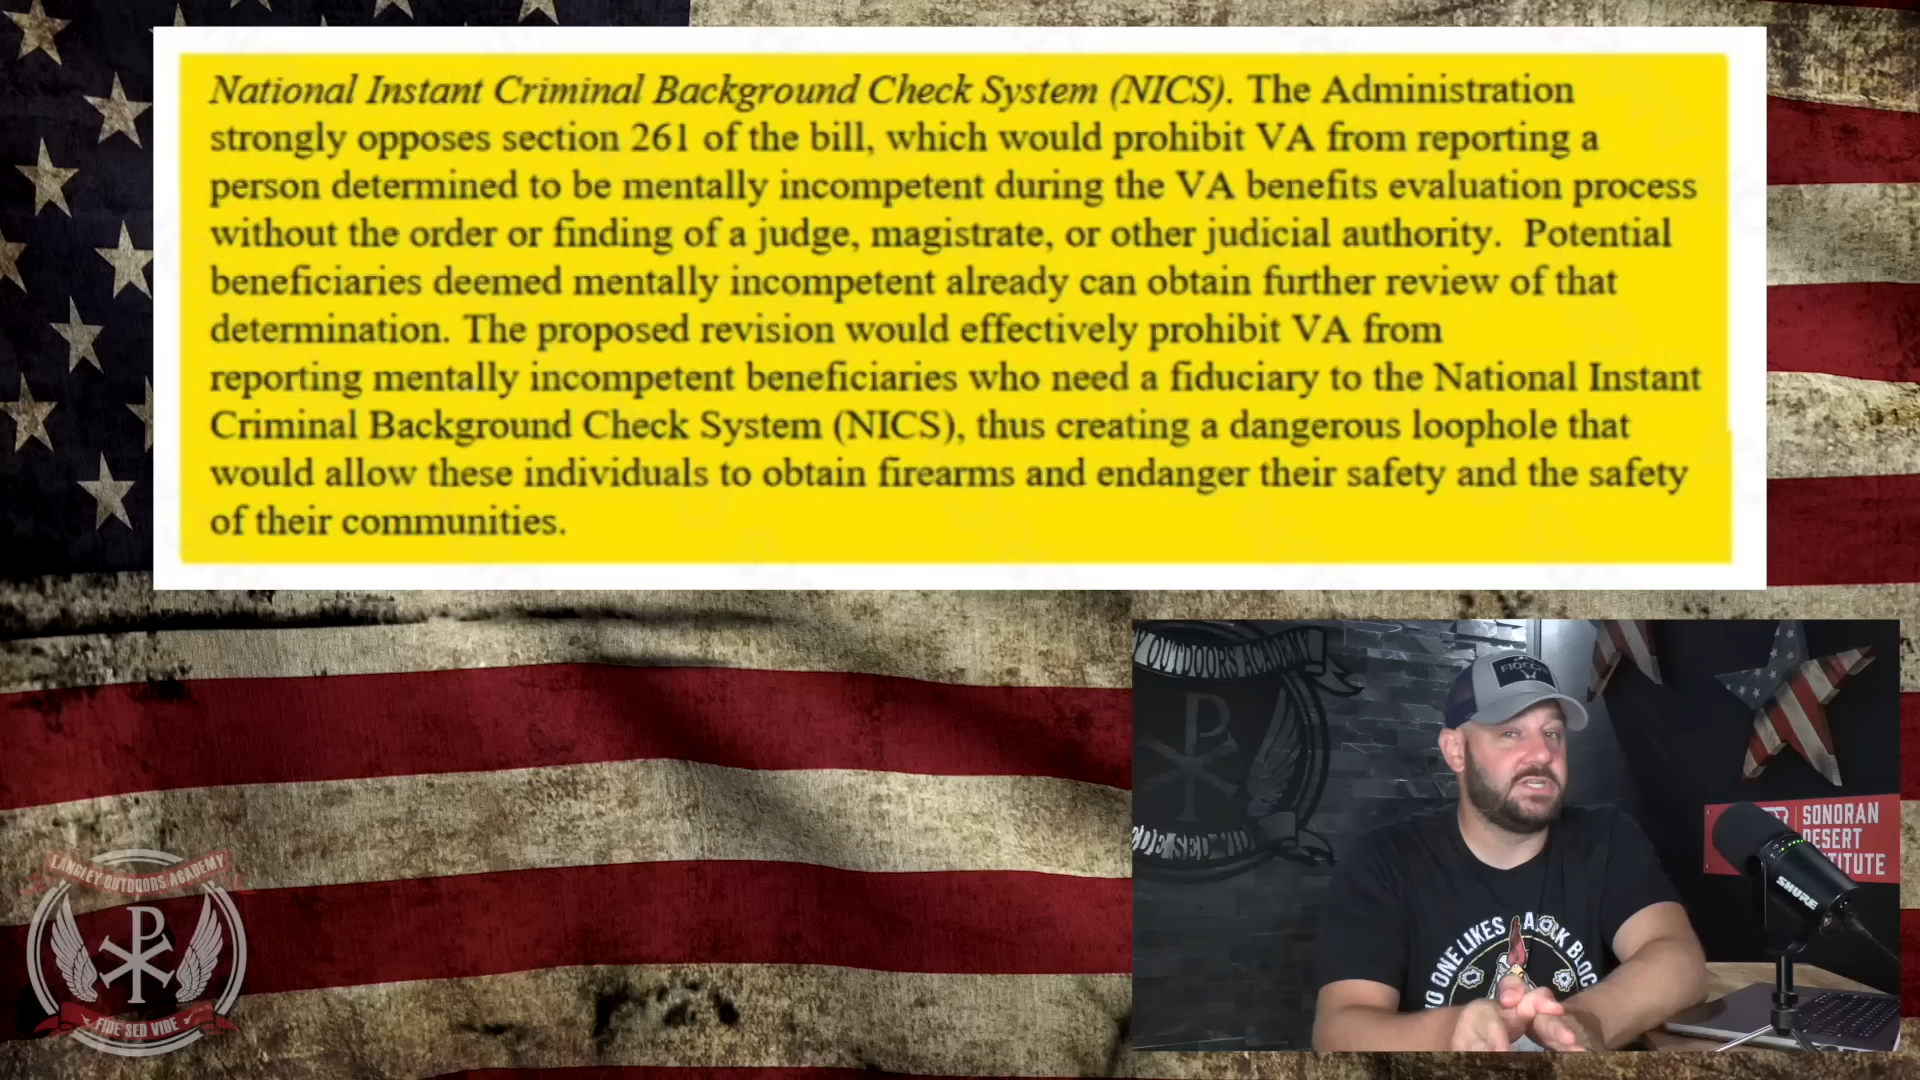 National Instant Criminal Background Check System (NICS). The Administration
strongly opposes section 261 of the bill, which would prohibit VA from reporting a
person determined to be mentally incompetent during the VA benefits evaluation process
without the order or finding of a judge, magistrate, or other judicial authority. Potential
beneficiaries deemed mentally incompetent already can obtain further review of that
determination. The proposed revision would effectively prohibit VA from
reporting mentally incompetent beneficiaries who need a fiduciary to the National Instant
Criminal Background Check System (NICS), thus creating a dangerous loophole that
would allow these individuals to obtain firearms and endanger their safety and the safety
of their communities.
OUTDOORS ACADEMY
SONORAN
DESERT
SHURE
ONE LIKES
LANGLEY OUTDOORS ACADEMY
FIDE SED VIDE